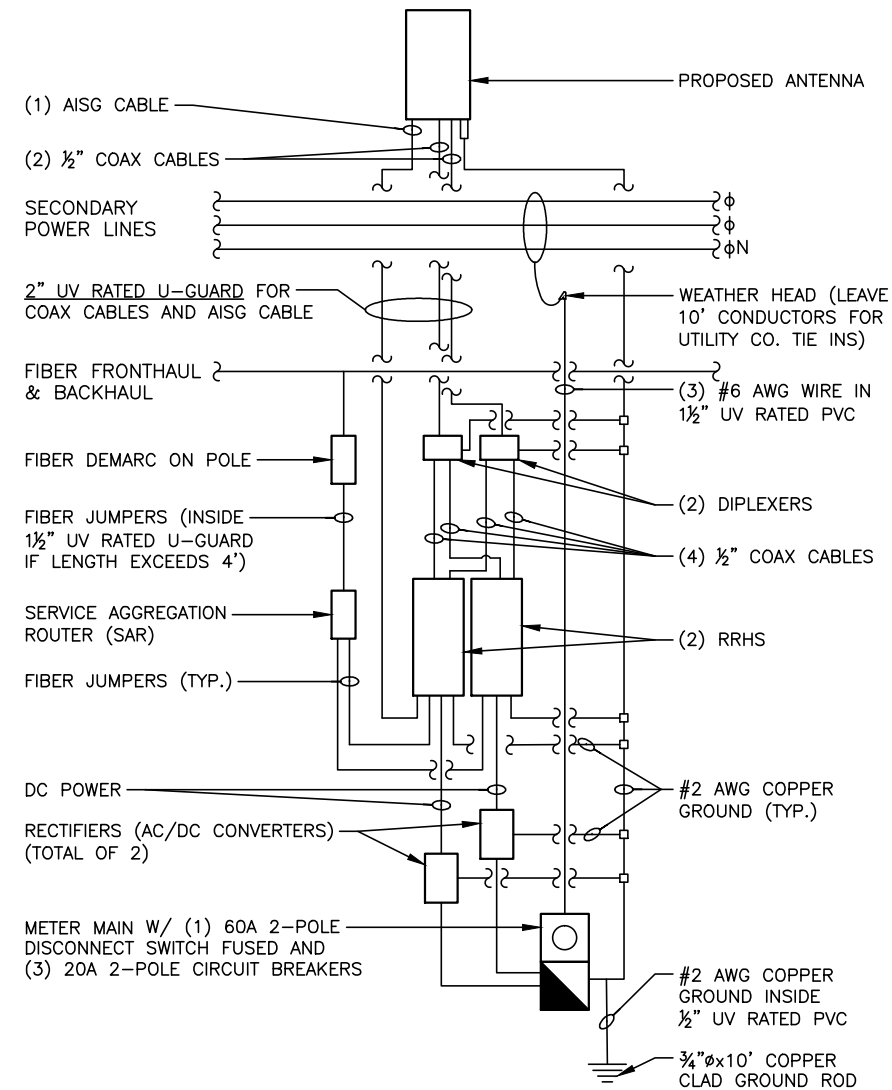 PROPOSED ANTENNA
(1) AISG CABLE
(2) ½" COAX CABLES
SECONDARY
POWER LINES
ϕ
ϕ
ϕN
2" UV RATED U-GUARD FOR
COAX CABLES AND AISG CABLE
WEATHER HEAD (LEAVE
10' CONDUCTORS FOR
UTILITY CO. TIE INS)
FIBER FRONTHAUL
& BACKHAUL
(3) #6 AWG WIRE IN
1½" UV RATED PVC
FIBER DEMARC ON POLE
(2) DIPLEXERS
FIBER JUMPERS (INSIDE
1½" UV RATED U-GUARD
IF LENGTH EXCEEDS 4')
(4) ½" COAX CABLES
SERVICE AGGREGATION
ROUTER (SAR)
(2) RRHS
FIBER JUMPERS (TYP.)
DC POWER
#2 AWG COPPER
GROUND (TYP.)
RECTIFIERS (AC/DC CONVERTERS)
(TOTAL OF 2)
METER MAIN W/ (1) 60A 2-POLE
DISCONNECT SWITCH FUSED AND
(3) 20A 2-POLE CIRCUIT BREAKERS
#2 AWG COPPER
GROUND INSIDE
½" UV RATED PVC
¾"øx10' COPPER
CLAD GROUND ROD